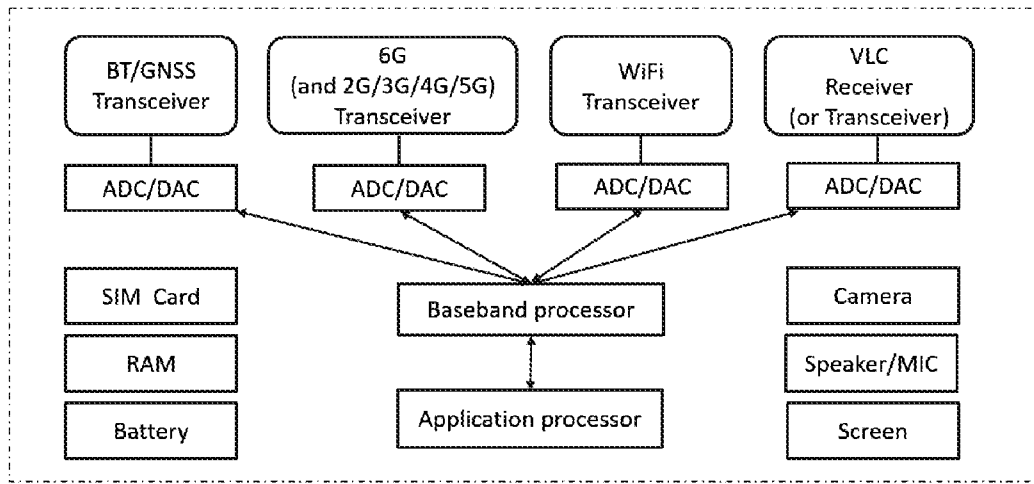 BT/GNSS
Transceiver
6G
(and 2G/3G/4G/5G)
Transceiver
WiFi
Transceiver
VLC
Receiver
(or Transceiver)
ADC/DAC
ADC/DAC
ADC/DAC
ADC/DAC
SIM Card
Baseband processor
Camera
RAM
Speaker/MIC
Battery
Application processor
Screen